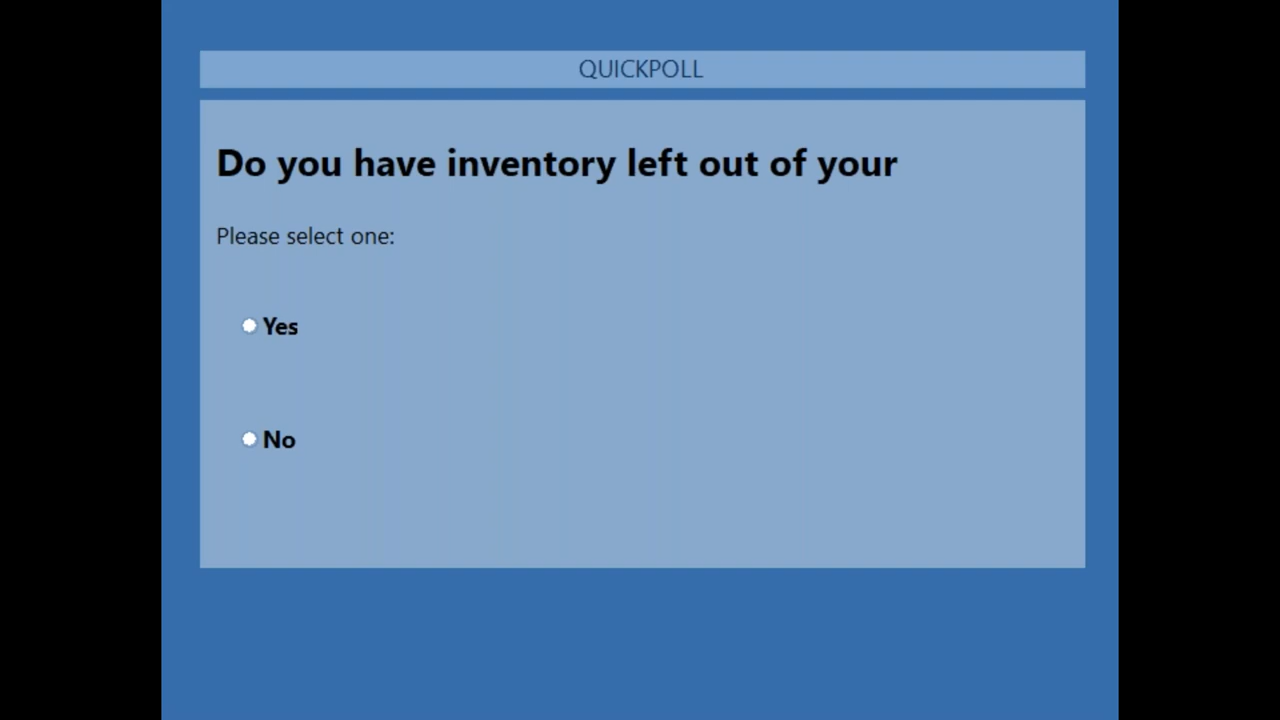 QUICKPOLL
Do you have inventory left out of your
Please select one:
Yes
No